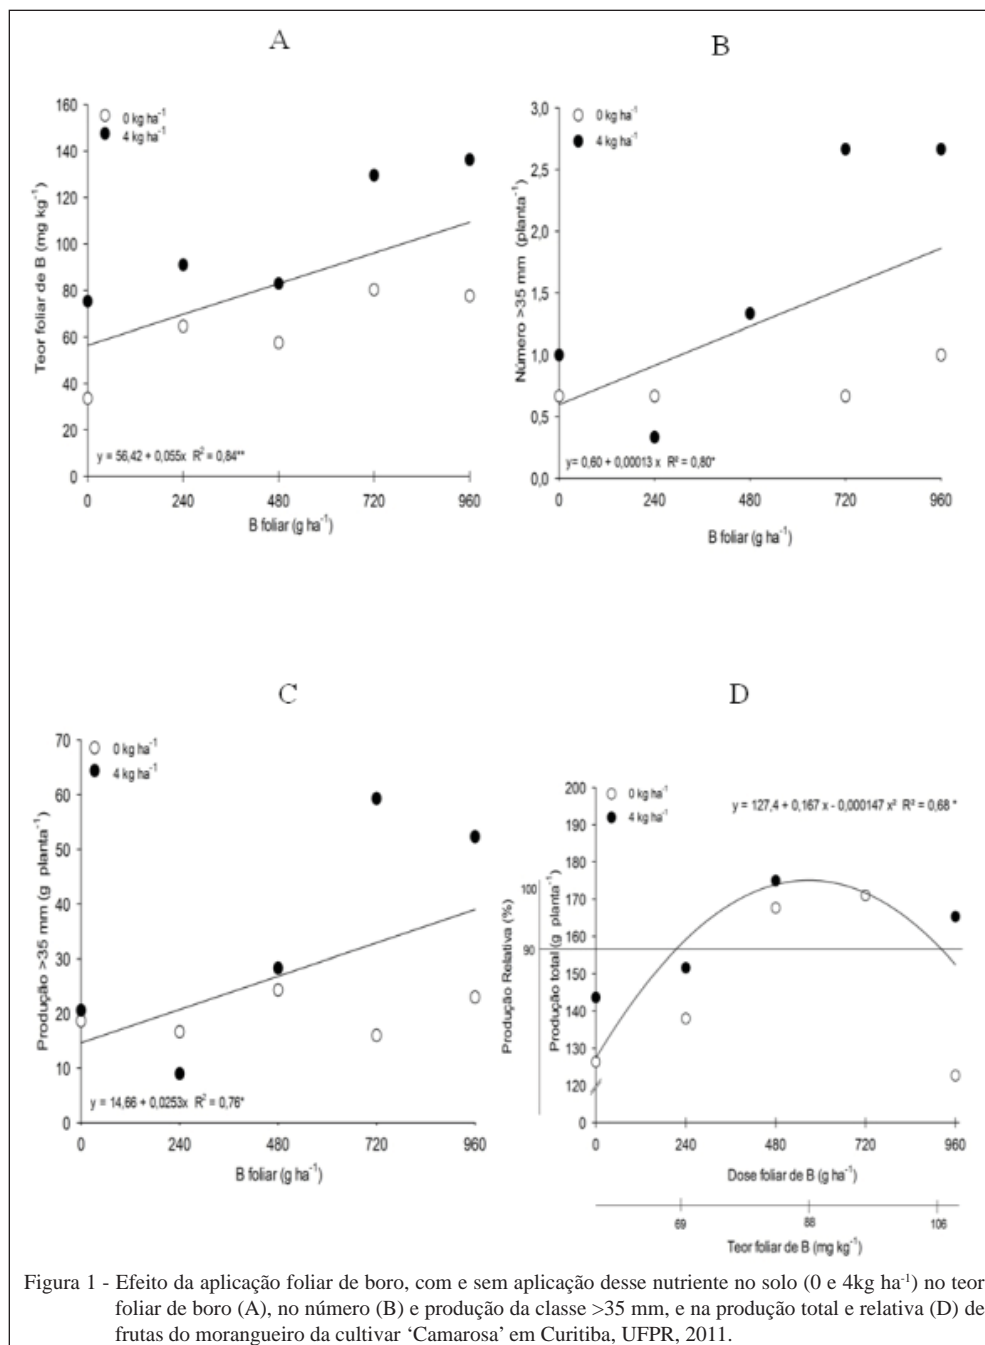 A
160
140
120
100
80
60
40
20
0
Teor foliar de B (mg kg⁻¹)
0 kg ha⁻¹
4 kg ha⁻¹
y = 56,42 + 0,055x R² = 0,84**
0 240 480 720 960
B foliar (g ha⁻¹)
B
3,0
2,5
2,0
1,5
1,0
0,5
0,0
Número >35 mm (planta⁻¹)
0 kg ha⁻¹
4 kg ha⁻¹
y= 0,60 + 0,00013 x R² = 0,80*
0 240 480 720 960
B foliar (g ha⁻¹)
C
70
60
50
40
30
20
10
0
Produção >35 mm (g planta⁻¹)
0 kg ha⁻¹
4 kg ha⁻¹
y = 14,66 + 0,0253x R² = 0,76*
0 240 480 720 960
B foliar (g ha⁻¹)
D
200
190
180
170
160
150
140
130
120
0
100
90
Produção Relativa (%)
Produção total (g planta⁻¹)
0 kg ha⁻¹
4 kg ha⁻¹
y = 127,4 + 0,167 x - 0,000147 x² R² = 0,68 *
0 240 480 720 960
Dose foliar de B (g ha⁻¹)
69 88 106
Teor foliar de B (mg kg⁻¹)
Figura 1 - Efeito da aplicação foliar de boro, com e sem aplicação desse nutriente no solo (0 e 4kg ha⁻¹) no teor
foliar de boro (A), no número (B) e produção da classe >35 mm, e na produção total e relativa (D) de
frutas do morangueiro da cultivar ‘Camarosa’ em Curitiba, UFPR, 2011.